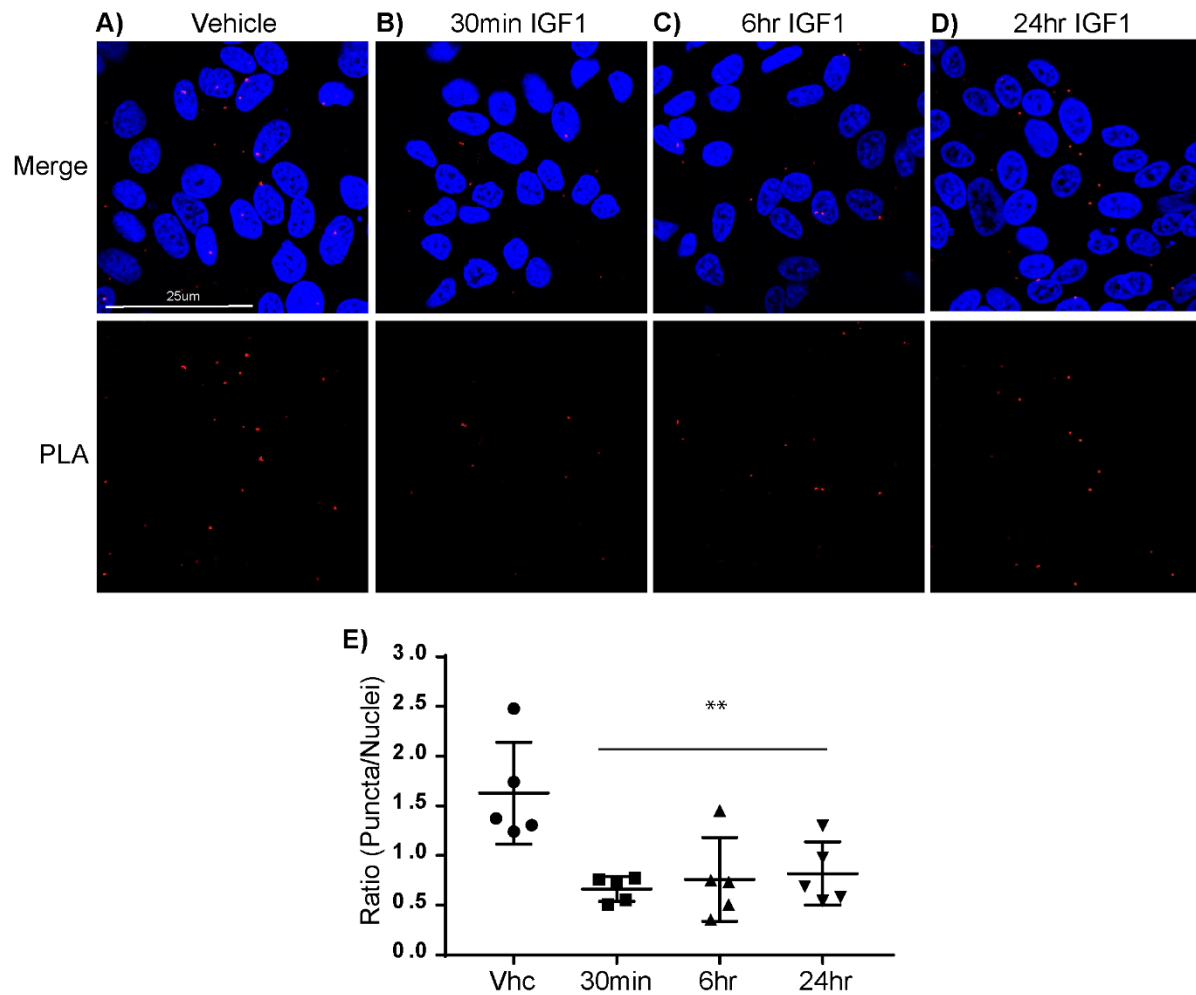 A) Vehicle
B) 30min IGF1
C) 6hr IGF1
D) 24hr IGF1
Merge
25um
PLA
E)
Ratio (Puncta/Nuclei)
3.0
2.5
2.0
1.5
1.0
0.5
0.0
**
Vhc 30min 6hr 24hr